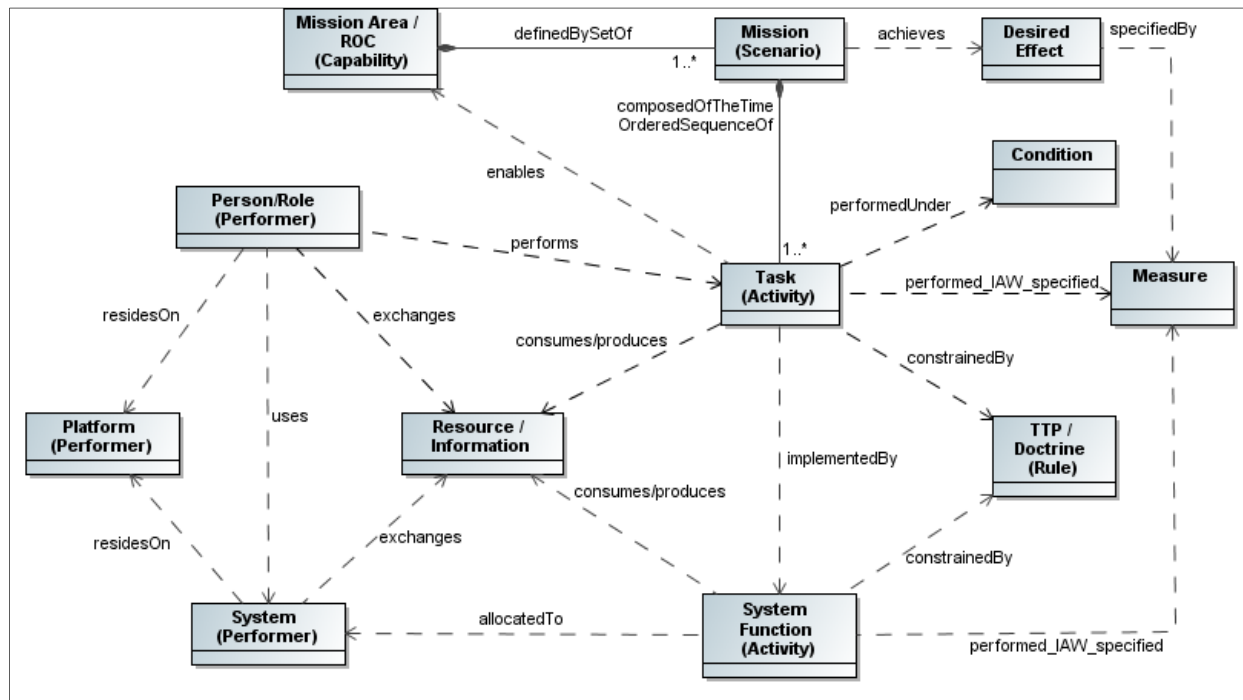 Mission Area /
ROC
(Capability)
definedBySetOf
1..*
Mission
(Scenario)
achieves
Desired
Effect
specifiedBy
composedOfTheTime
OrderedSequenceOf
enables
Condition
Person/Role
(Performer)
performedUnder
performs
1..*
Task
(Activity)
performed_IAW_specified
Measure
residesOn
exchanges
consumes/produces
constrainedBy
uses
Platform
(Performer)
Resource /
Information
TTP /
Doctrine
(Rule)
implementedBy
consumes/produces
residesOn
exchanges
constrainedBy
System
(Performer)
allocatedTo
System
Function
(Activity)
performed_IAW_specified